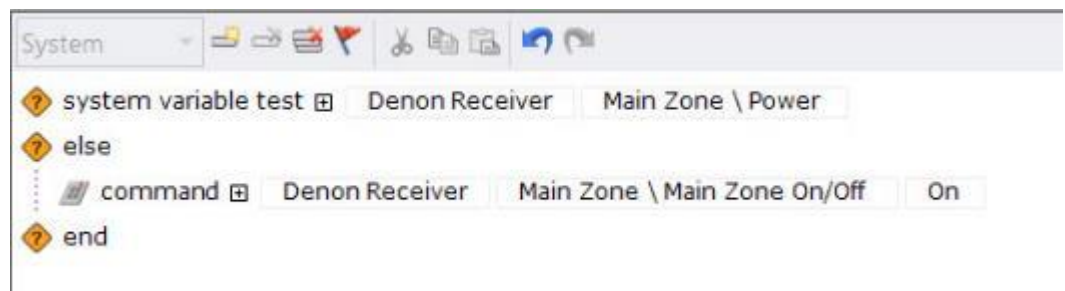 System
system variable test Denon Receiver Main Zone \ Power
else
command Denon Receiver Main Zone \ Main Zone On/Off On
end